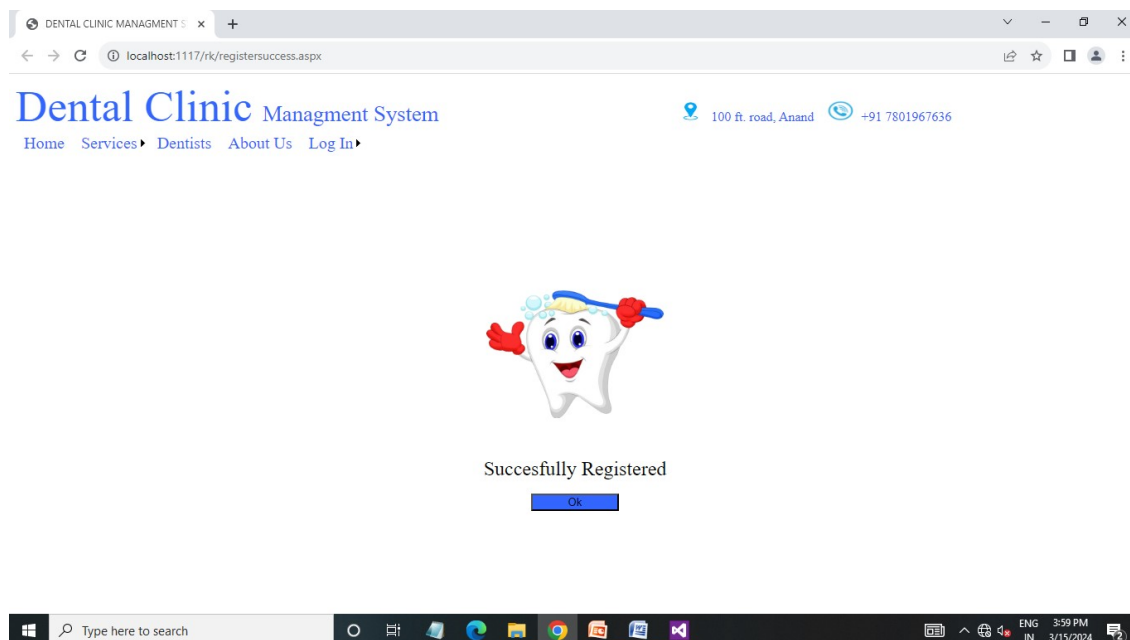 DENTAL CLINIC MANAGMENT S
localhost:1117/rk/registersuccess.aspx
Dental Clinic Managment System
100 ft. road, Anand +91 7801967636
Home Services Dentists About Us Log In
Succesfully Registered
Ok
Type here to search
ENG 3:59 PM
IN 3/15/2024